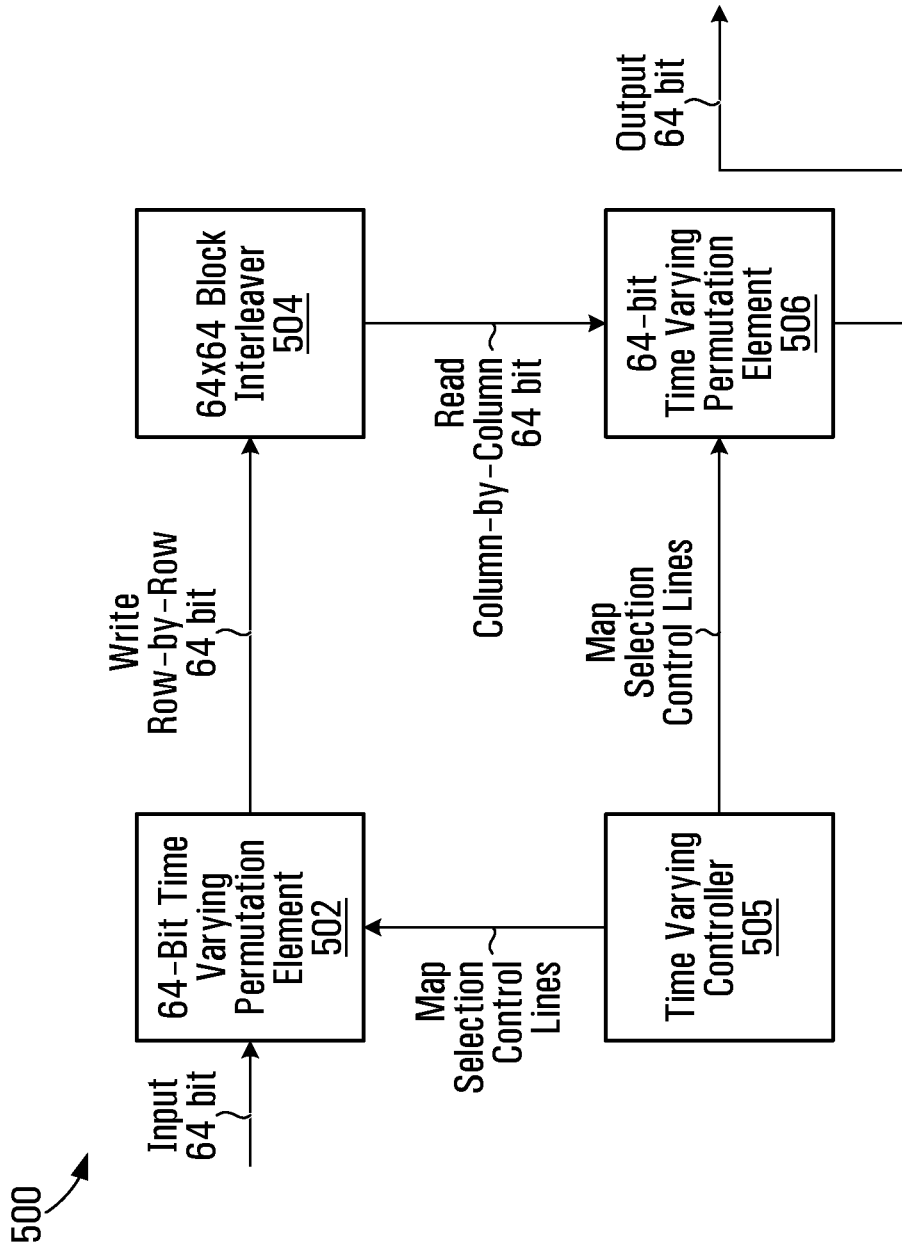 500
Input
64 bit
64-Bit Time
Varying
Permutation
Element
502
Write
Row-by-Row
64 bit
64x64 Block
Interleaver
504
Map
Selection
Control
Lines
Read
Column-by-Column
64 bit
Time Varying
Controller
505
Map
Selection
Control Lines
64-bit
Time Varying
Permutation
Element
506
Output
64 bit